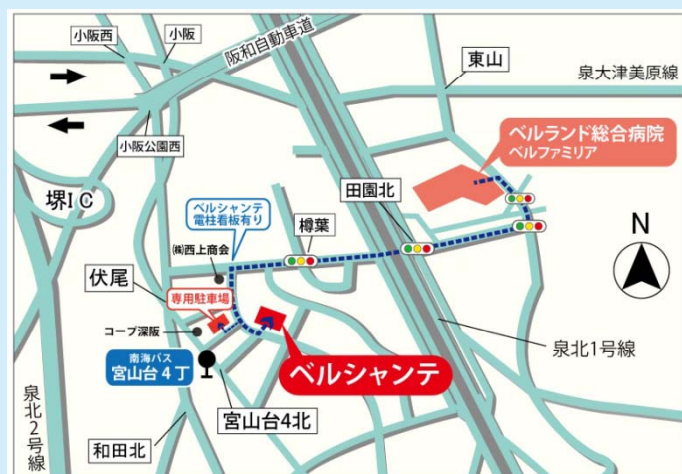 小阪西
小阪
阪和自動車道
東山
泉大津美原線
小阪公園西
ベルランド総合病院
ベルファミリア
堺IC
ベルシャンテ
電柱看板有り
田園北
樽葉
㈱西上商会
N
伏尾
専用駐車場
コープ深阪
南海バス
宮山台4丁
ベルシャンテ
泉北1号線
宮山台4北
和田北
泉北2号線